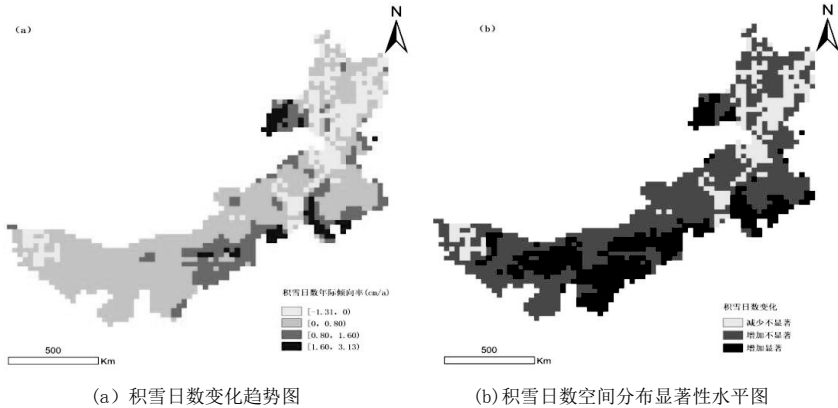 (a)
N
积雪日数年际倾向率(cm/a)
[-1.31, 0)
[0, 0.80)
[0.80, 1.60)
[1.60, 3.13)
500
Km
(b)
N
积雪日数变化
减少不显著
增加不显著
增加显著
500
Km
(a) 积雪日数变化趋势图
(b)积雪日数空间分布显著性水平图